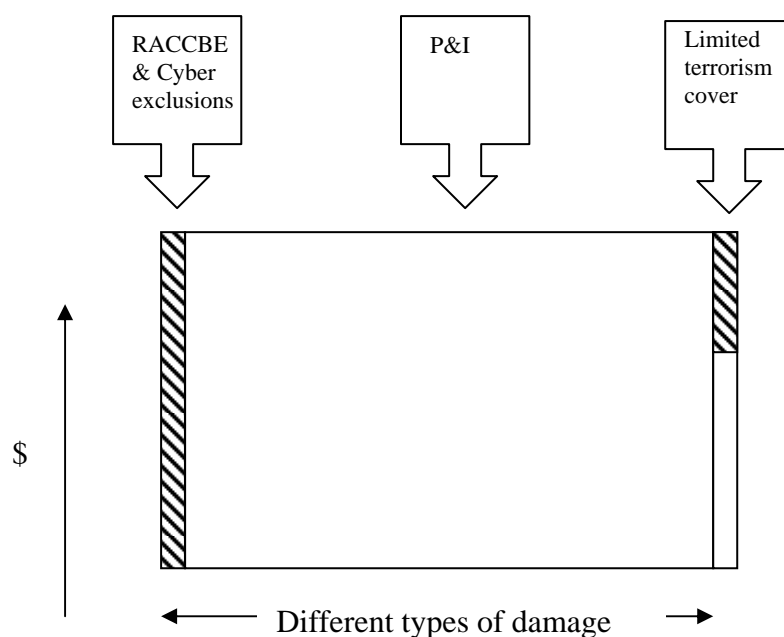 RACCBE
& Cyber
exclusions
P&I
Limited
terrorism
cover
$
Different types of damage